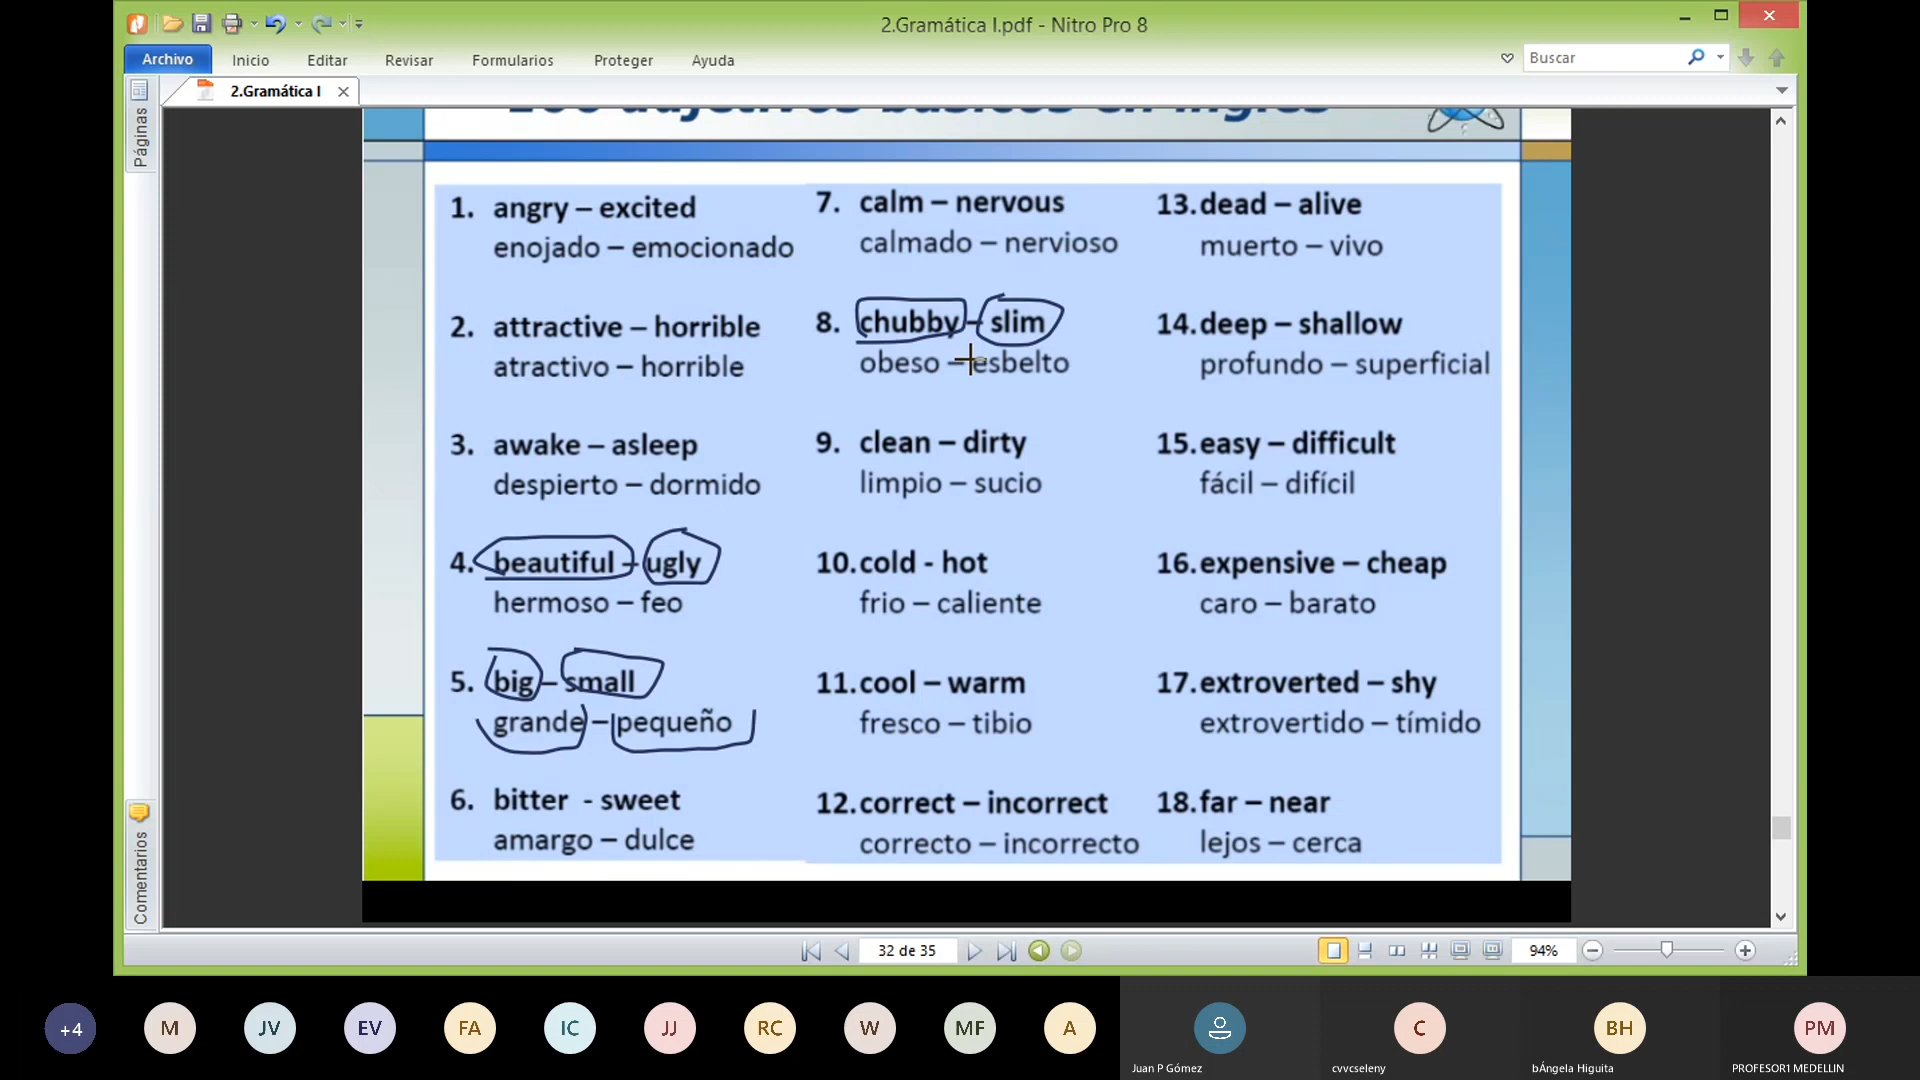 2.Gramática I.pdf - Nitro Pro 8
Archivo Inicio Editar Revisar Formularios Proteger Ayuda
Buscar
2.Gramática I
Páginas
adjetivos básicos en inglés
1. angry – excited
enojado – emocionado
2. attractive – horrible
atractivo – horrible
3. awake – asleep
despierto – dormido
4. beautiful – ugly
hermoso – feo
5. big – small
grande – pequeño
6. bitter - sweet
amargo – dulce
7. calm – nervous
calmado – nervioso
8. chubby – slim
obeso – esbelto
9. clean – dirty
limpio – sucio
10. cold - hot
frio – caliente
11. cool – warm
fresco – tibio
12. correct – incorrect
correcto – incorrecto
13. dead – alive
muerto – vivo
14. deep – shallow
profundo – superficial
15. easy – difficult
fácil – difícil
16. expensive – cheap
caro – barato
17. extroverted – shy
extrovertido – tímido
18. far – near
lejos – cerca
Comentarios
32 de 35
94%
+4 M JV EV FA IC JJ RC W MF A C BH PM
Juan P Gómez
cvvcseleny
bÁngela Higuita
PROFESOR1 MEDELLIN